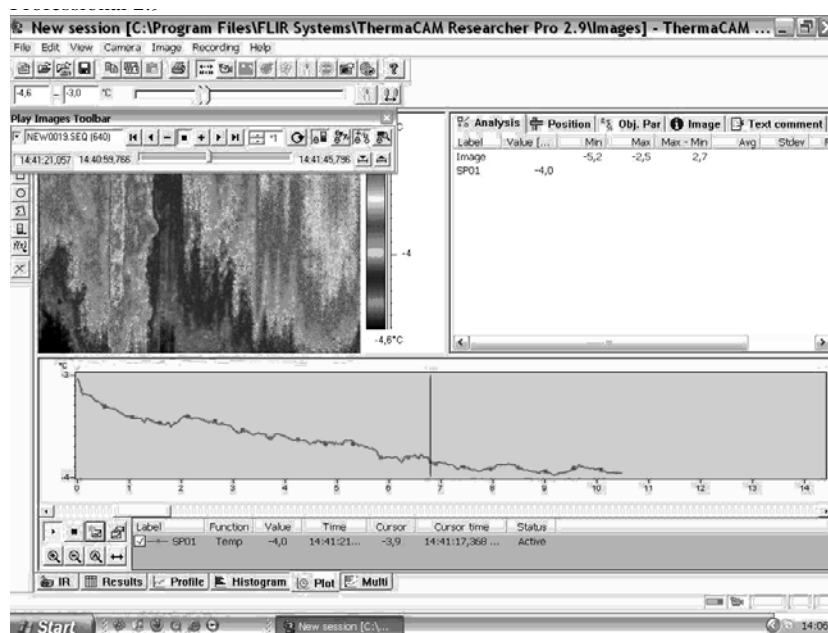 New session [C:\Program Files\FLIR Systems\ThermaCAM Researcher Pro 2.9\Images] - ThermaCAM ...
File Edit View Camera Image Recording Help
-4,6 - -3,0 °C
Play Images Toolbar
NEW0019.SEQ (640)
14:41:21,057 14:40:59,766 14:41:45,796
Analysis Position Obj. Par Image Text comment
Label Value [... Min Max Max - Min Avg Stdev
Image -5,2 -2,5 2,7
SP01 -4,0
-4
-4,6°C
°C
-3
-4
0 1 2 3 4 5 6 7 8 9 10 11 12 13 14
Label Function Value Time Cursor Cursor time Status
SP01 Temp -4,0 14:41:21... -3,9 14:41:17,368 ... Active
IR Results Profile Histogram Plot Multi
Start New session [C:\... 14:06